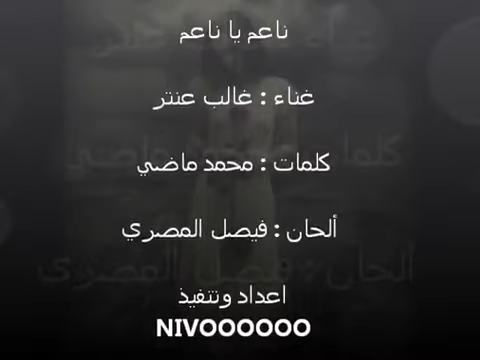 ناعم يا ناعم
غناء : غالب عنتر
كلمات : محمد ماضي
ألحان : فيصل المصري
اعداد وتنفيذ
NIVOOOOOO